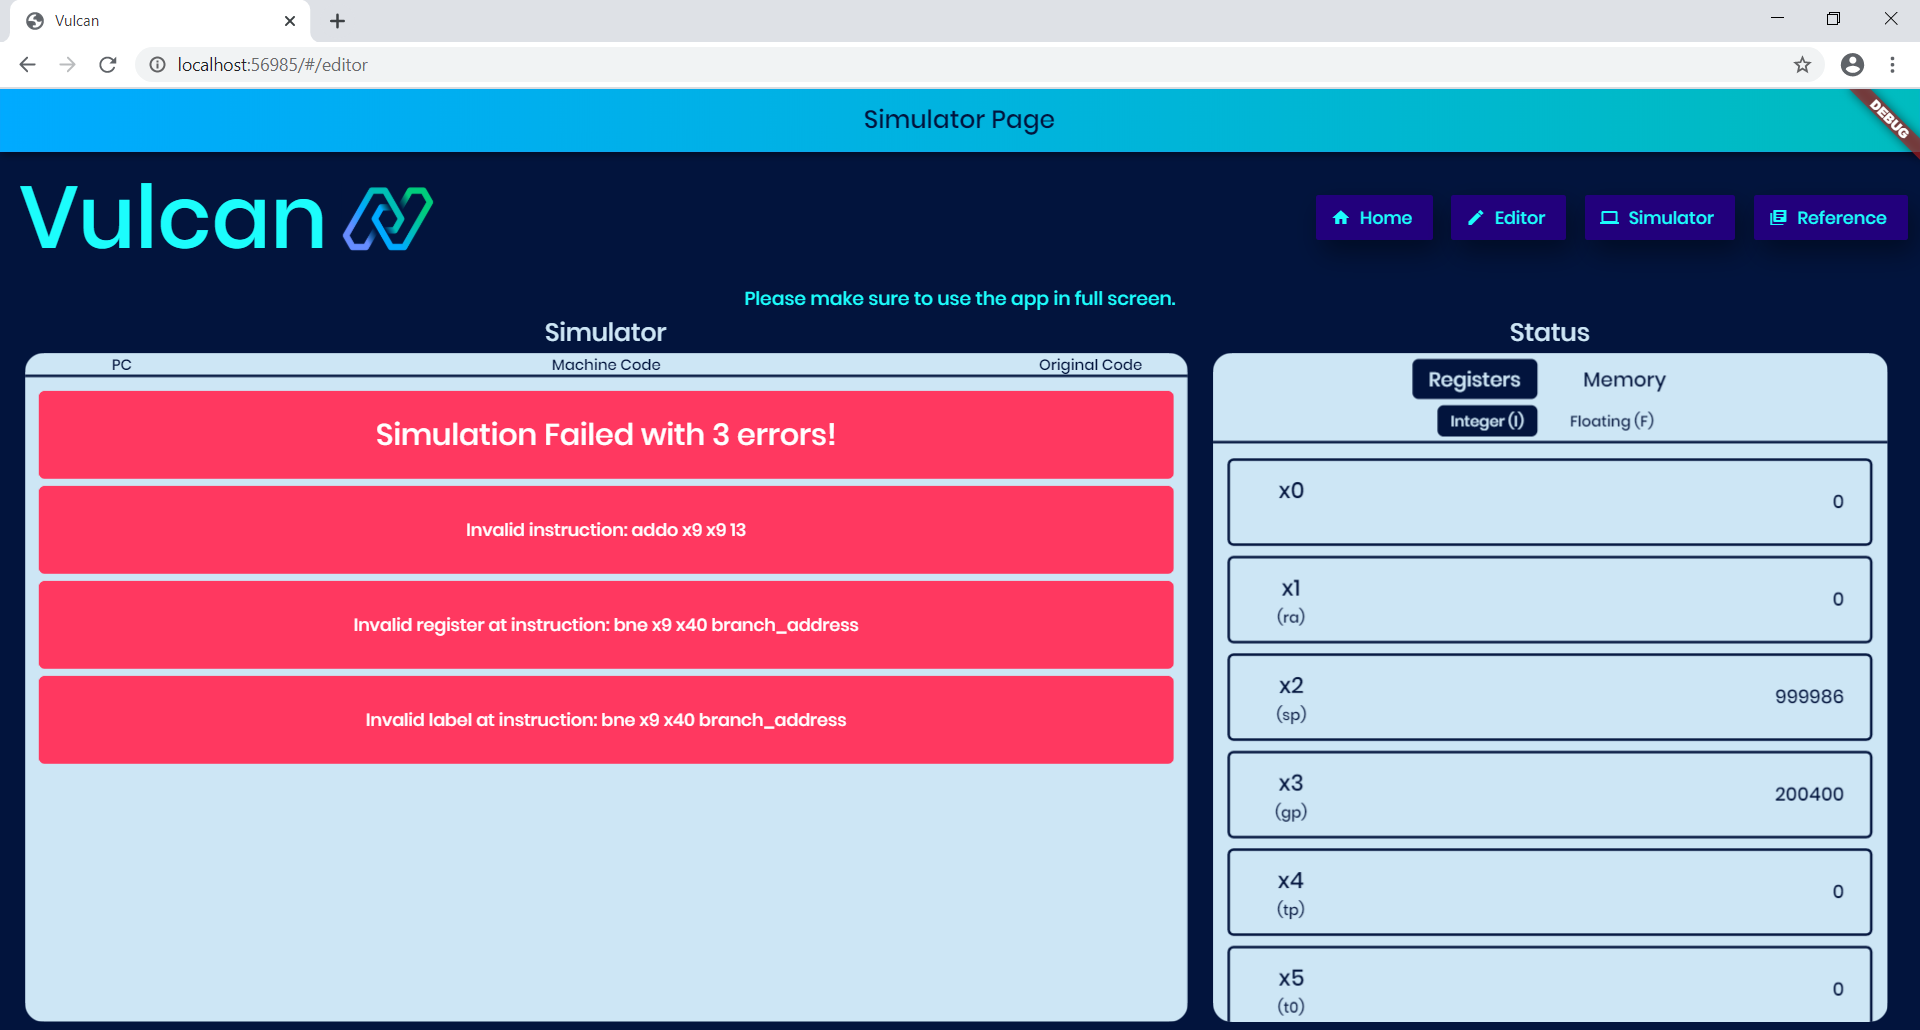 Vulcan
localhost:56985/#/editor
Simulator Page
DEBUG
Vulcan
Home
Editor
Simulator
Reference
Please make sure to use the app in full screen.
Simulator
PC
Machine Code
Original Code
Simulation Failed with 3 errors!
Invalid instruction: addo x9 x9 13
Invalid register at instruction: bne x9 x40 branch_address
Invalid label at instruction: bne x9 x40 branch_address
Status
Registers
Memory
Integer (I)
Floating (F)
x0
0
x1
(ra)
0
x2
(sp)
999986
x3
(gp)
200400
x4
(tp)
0
x5
(t0)
0